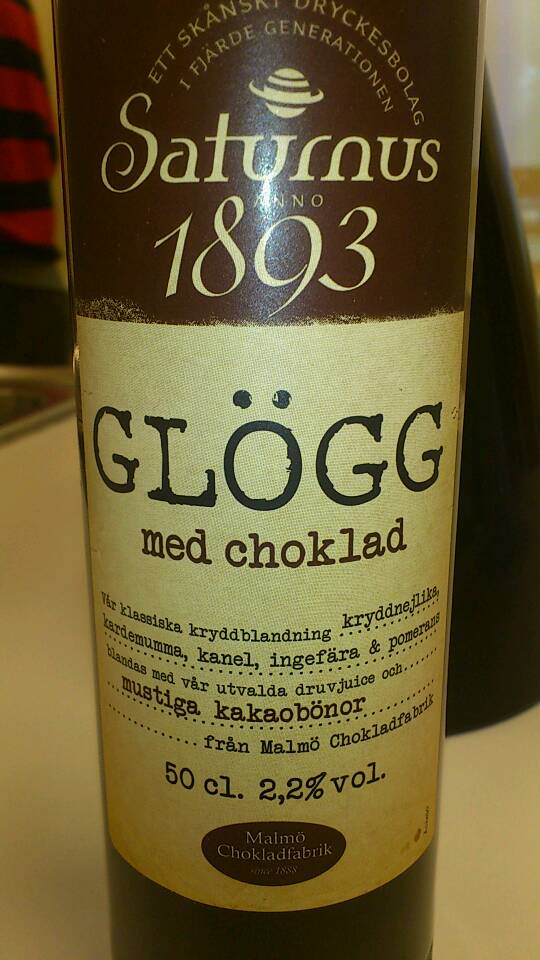 ETT SKÅNSKT DRYCKESBOLAG
I FJÄRDE GENERATIONEN
Saturnus
ANNO
1893
GLÖGG
med choklad
Vår klassiska kryddblandning kryddnejlika,
kardemumma, kanel, ingefära & pomerans
blandas med vår utvalda druvjuice och......
...mustiga kakaobönor
från Malmö Chokladfabrik
50 cl. 2,2% vol.
Malmö
Chokladfabrik
since 1888